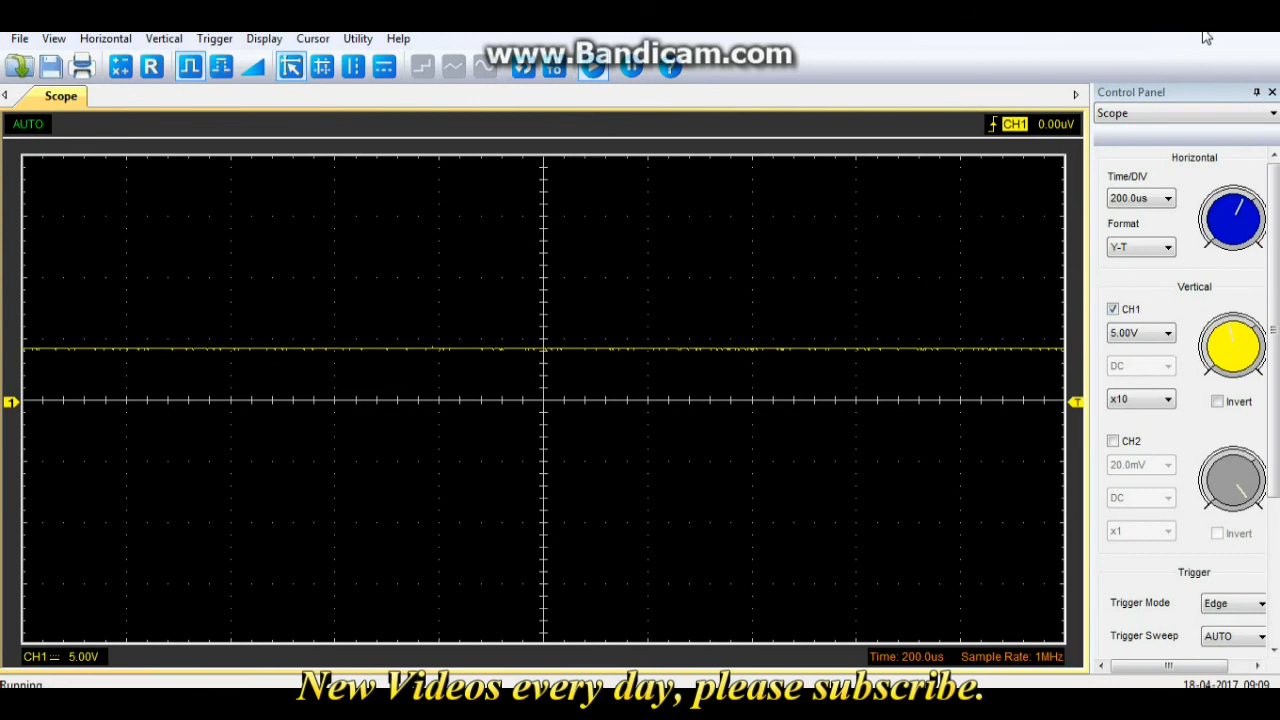 File View Horizontal Vertical Trigger Display Cursor Utility Help
www.Bandicam.com
R
Scope
Control Panel
Scope
AUTO
CH1 0.00uV
Horizontal
Time/DIV
200.0us
Format
Y-T
Vertical
CH1
5.00V
DC
x10
Invert
CH2
20.0mV
DC
x1
Invert
1
T
Trigger
Trigger Mode Edge
Trigger Sweep AUTO
CH1 5.00V
Time: 200.0us Sample Rate: 1MHz
Running
18-04-2017 09:09
New Videos every day, please subscribe.